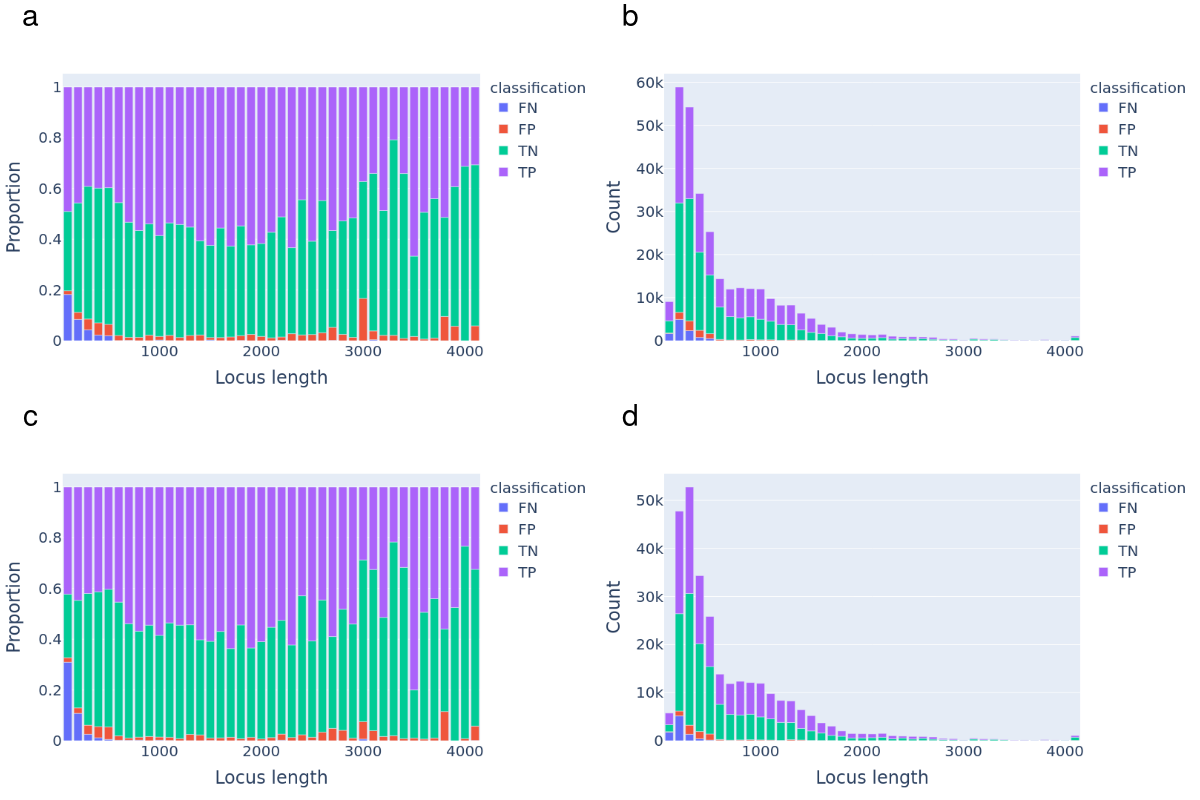 a
Proportion
1
0.8
0.6
0.4
0.2
0
1000 2000 3000 4000
Locus length
classification
FN
FP
TN
TP
b
Count
60k
50k
40k
30k
20k
10k
0
1000 2000 3000 4000
Locus length
classification
FN
FP
TN
TP
c
Proportion
1
0.8
0.6
0.4
0.2
0
1000 2000 3000 4000
Locus length
classification
FN
FP
TN
TP
d
Count
50k
40k
30k
20k
10k
0
1000 2000 3000 4000
Locus length
classification
FN
FP
TN
TP